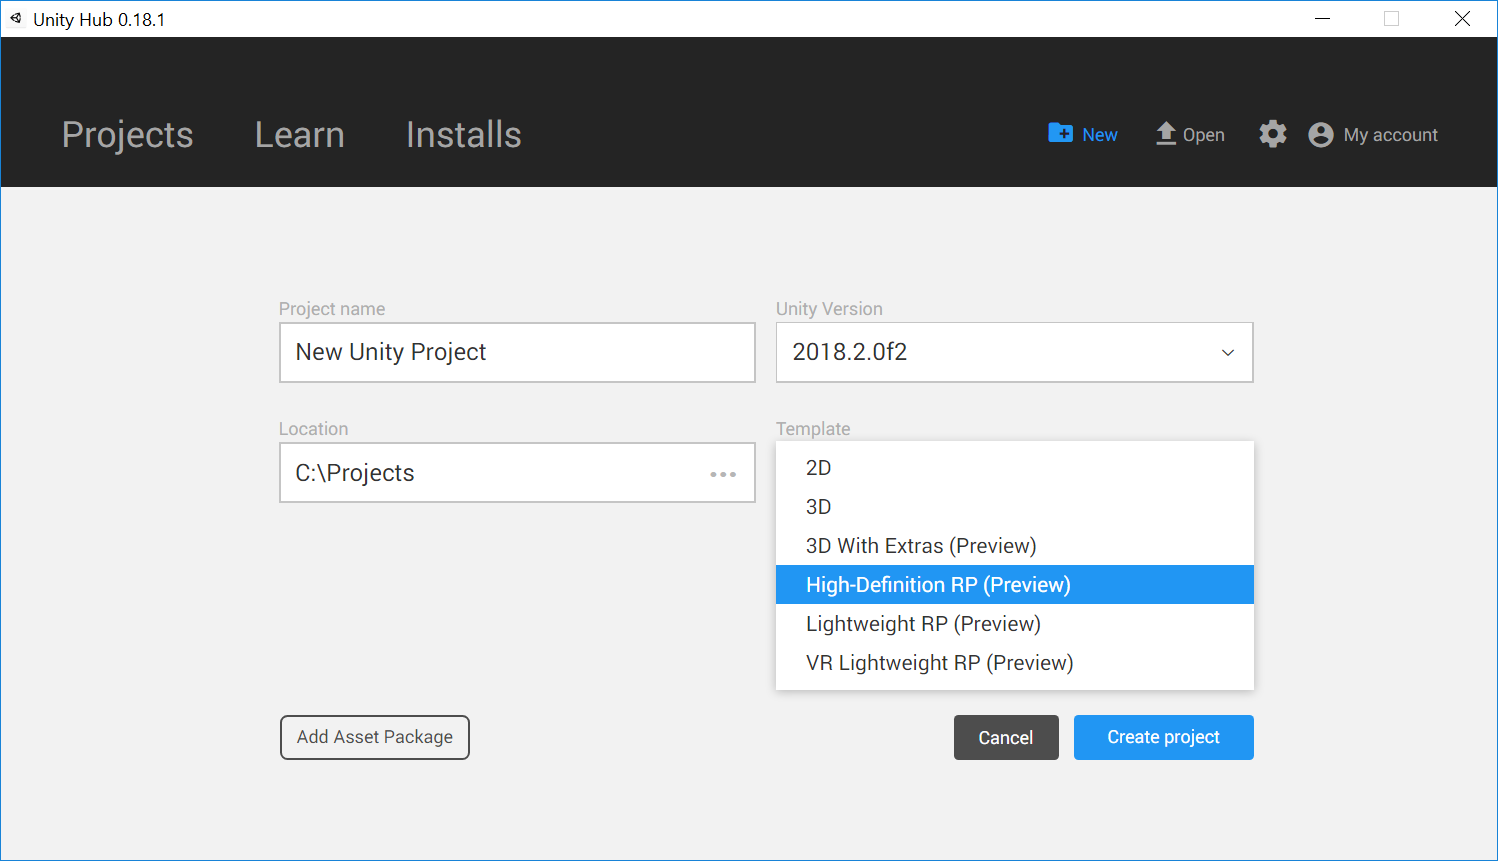 Unity Hub 0.18.1
Projects
Learn
Installs
New
Open
My account
Project name
New Unity Project
Unity Version
2018.2.0f2
Location
C:\Projects
Template
2D
3D
3D With Extras (Preview)
High-Definition RP (Preview)
Lightweight RP (Preview)
VR Lightweight RP (Preview)
Add Asset Package
Cancel
Create project